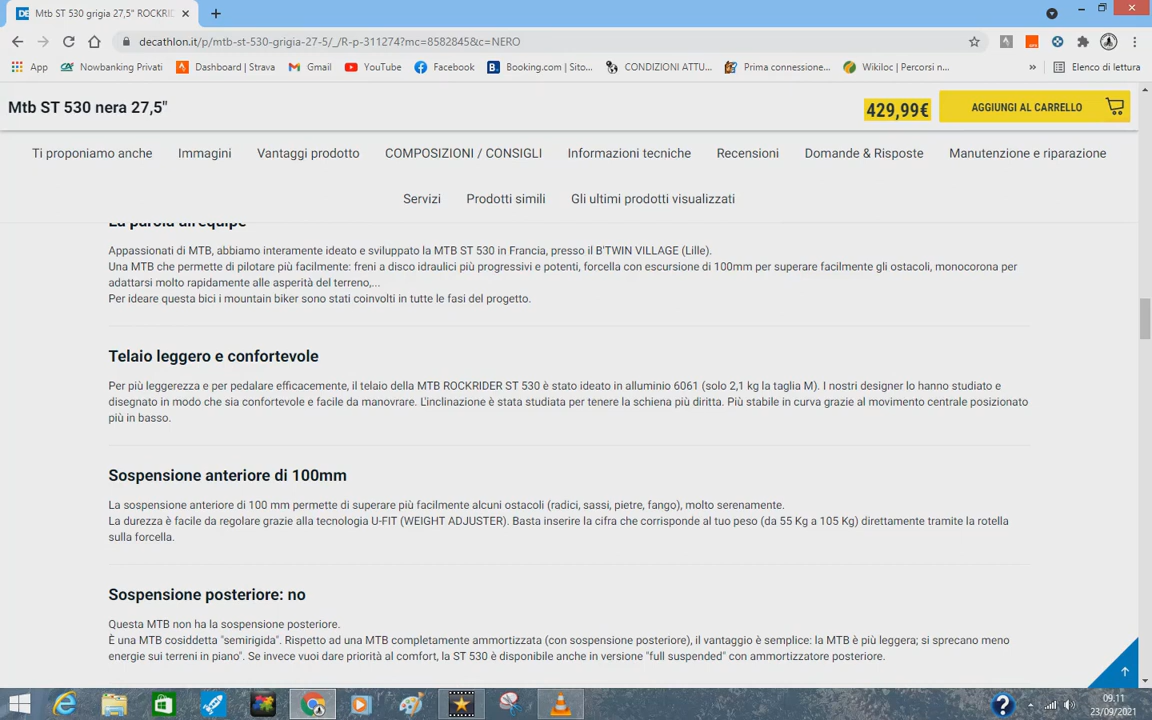 Mtb ST 530 grigia 27,5" ROCKRI
decathlon.it/p/mtb-st-530-grigia-27-5/_/R-p-311274?mc=8582845&c=NERO
App Nowbanking Privati Dashboard | Strava Gmail YouTube Facebook Booking.com | Sito... CONDIZIONI ATTU... Prima connessione... Wikiloc | Percorsi n... » Elenco di lettura
Mtb ST 530 nera 27,5"
429,99€
AGGIUNGI AL CARRELLO
Ti proponiamo anche Immagini Vantaggi prodotto COMPOSIZIONI / CONSIGLI Informazioni tecniche Recensioni Domande & Risposte Manutenzione e riparazione
Servizi Prodotti simili Gli ultimi prodotti visualizzati
La parola all'équipe
Appassionati di MTB, abbiamo interamente ideato e sviluppato la MTB ST 530 in Francia, presso il B'TWIN VILLAGE (Lille).
Una MTB che permette di pilotare più facilmente: freni a disco idraulici più progressivi e potenti, forcella con escursione di 100mm per superare facilmente gli ostacoli, monocorona per
adattarsi molto rapidamente alle asperità del terreno,...
Per ideare questa bici i mountain biker sono stati coinvolti in tutte le fasi del progetto.
Telaio leggero e confortevole
Per più leggerezza e per pedalare efficacemente, il telaio della MTB ROCKRIDER ST 530 è stato ideato in alluminio 6061 (solo 2,1 kg la taglia M). I nostri designer lo hanno studiato e
disegnato in modo che sia confortevole e facile da manovrare. L'inclinazione è stata studiata per tenere la schiena più diritta. Più stabile in curva grazie al movimento centrale posizionato
più in basso.
Sospensione anteriore di 100mm
La sospensione anteriore di 100 mm permette di superare più facilmente alcuni ostacoli (radici, sassi, pietre, fango), molto serenamente.
La durezza è facile da regolare grazie alla tecnologia U-FIT (WEIGHT ADJUSTER). Basta inserire la cifra che corrisponde al tuo peso (da 55 Kg a 105 Kg) direttamente tramite la rotella
sulla forcella.
Sospensione posteriore: no
Questa MTB non ha la sospensione posteriore.
È una MTB cosiddetta "semirigida". Rispetto ad una MTB completamente ammortizzata (con sospensione posteriore), il vantaggio è semplice: la MTB è più leggera; si sprecano meno
energie sui terreni in piano". Se invece vuoi dare priorità al comfort, la ST 530 è disponibile anche in versione "full suspended" con ammortizzatore posteriore.
09.11
23/09/2021